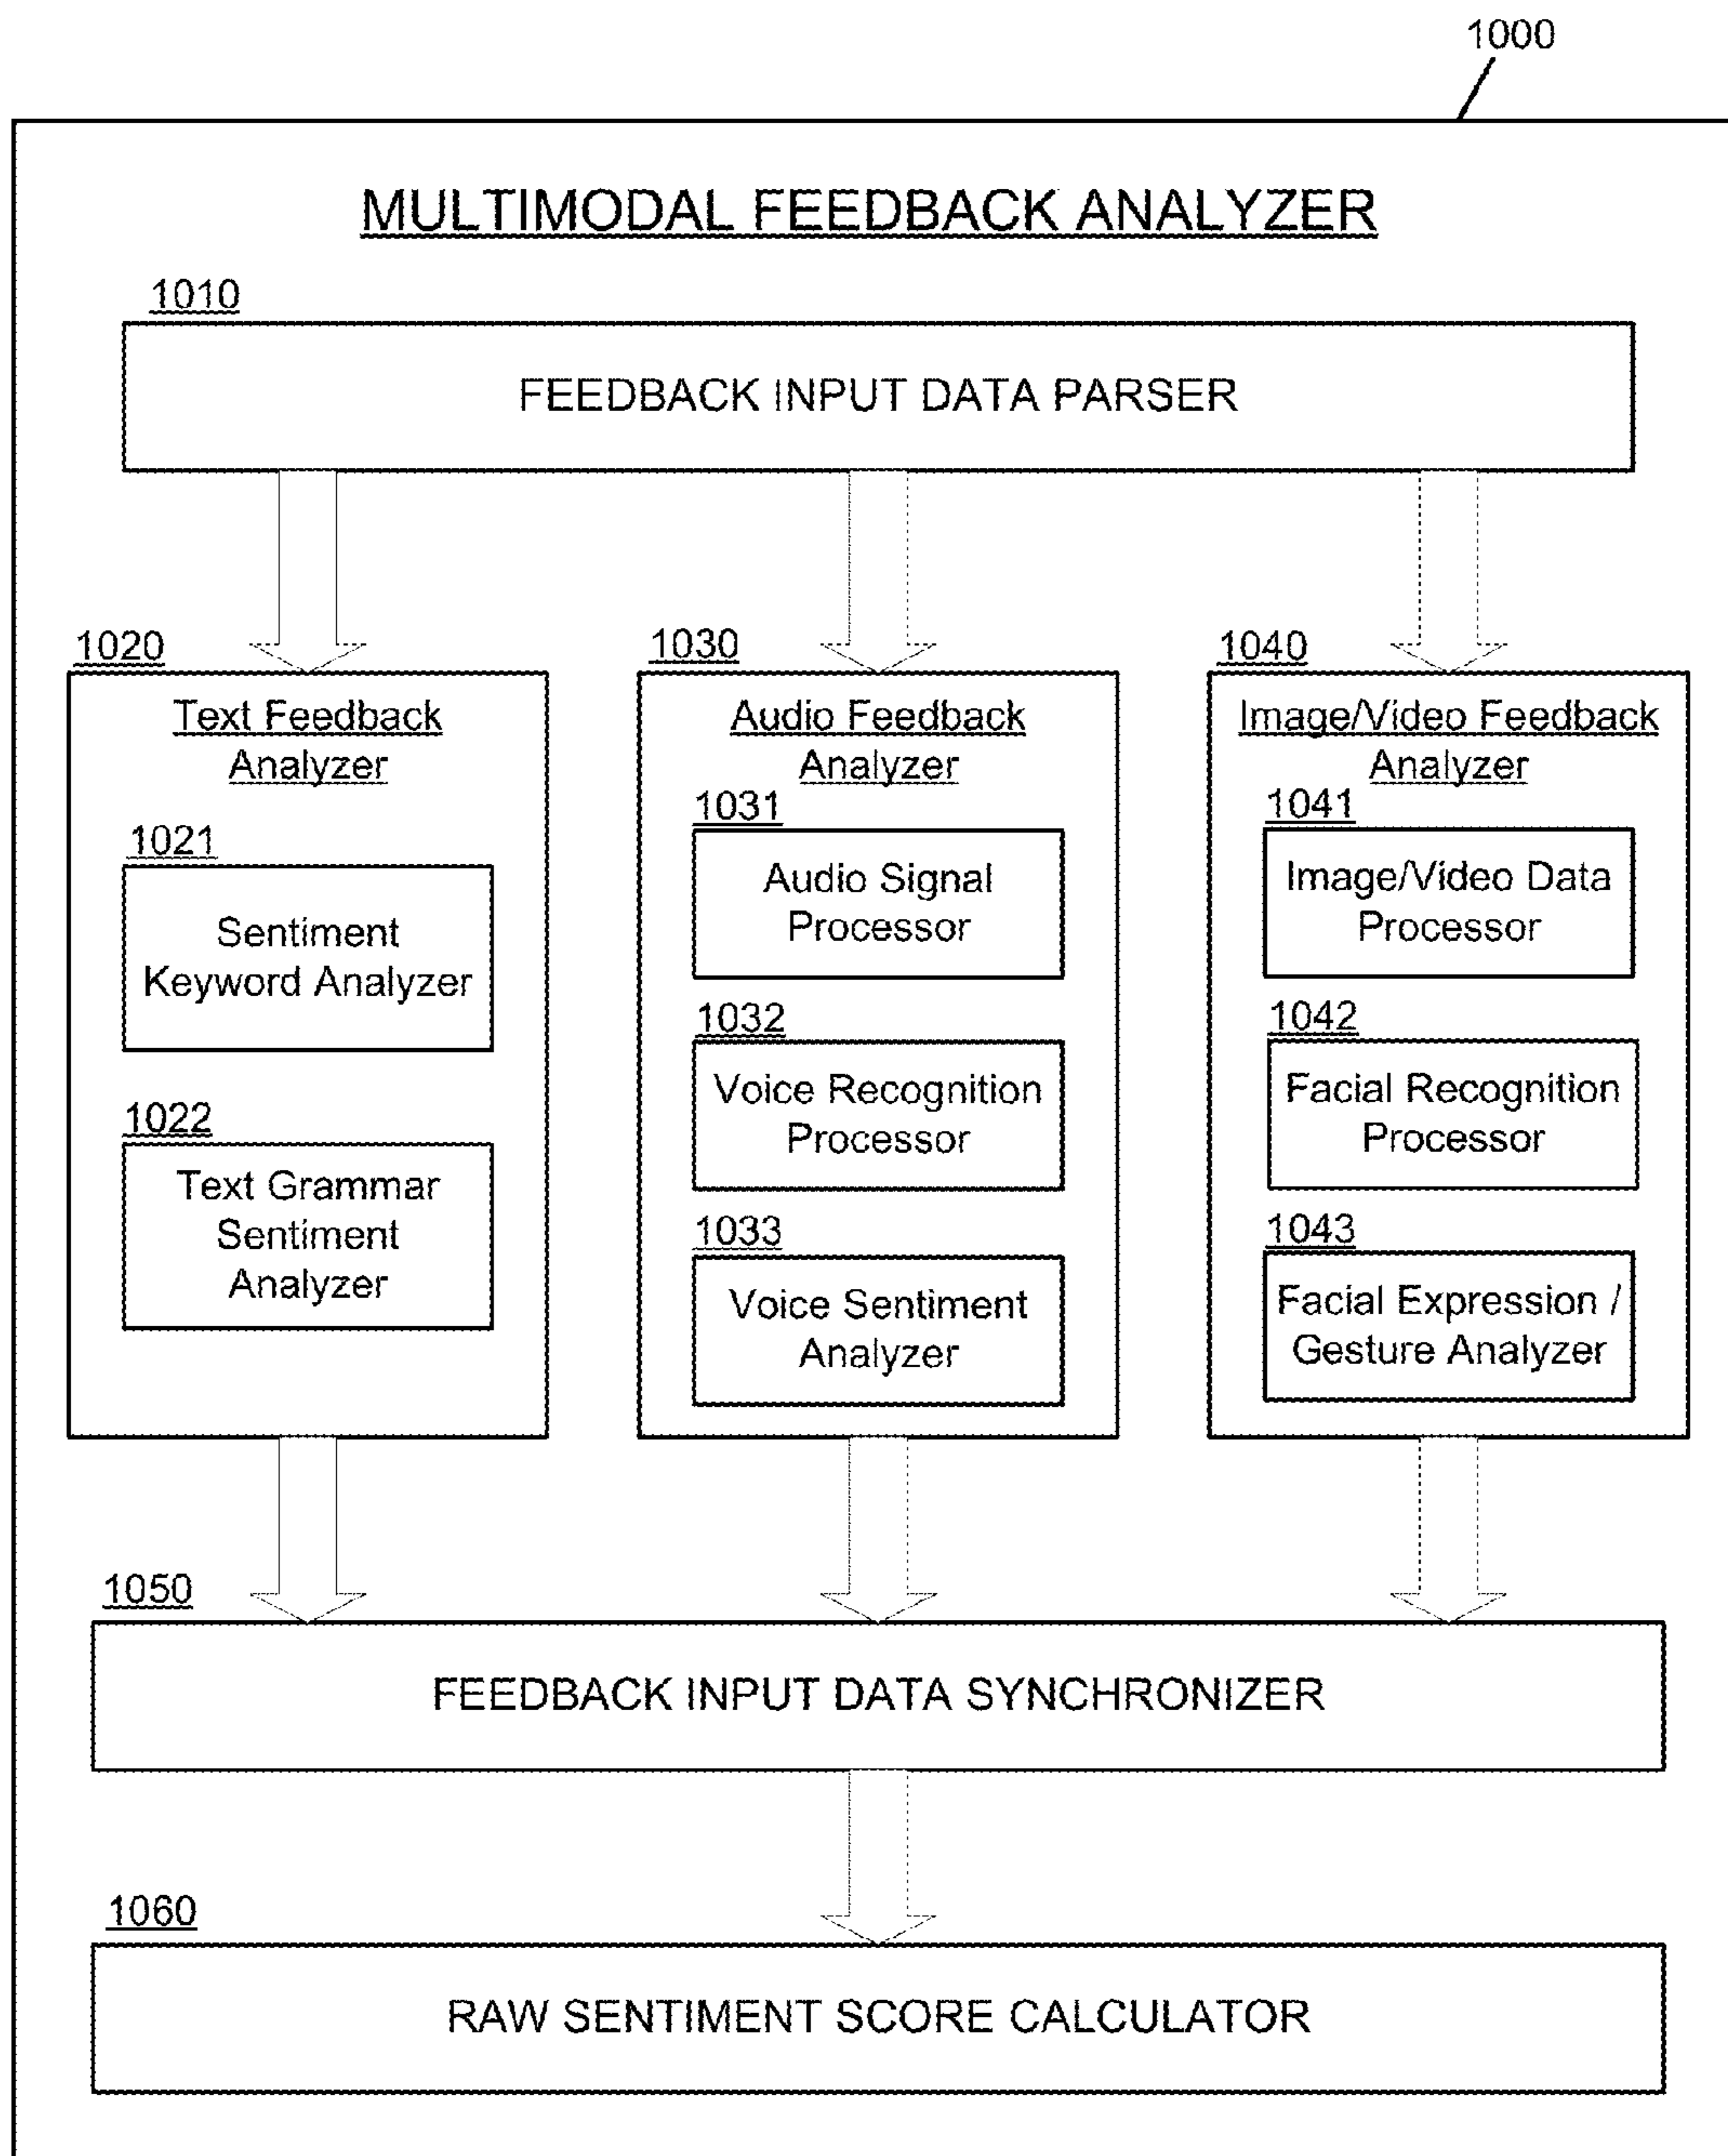 1000
MULTIMODAL FEEDBACK ANALYZER
1010
FEEDBACK INPUT DATA PARSER
1020
Text Feedback
Analyzer
1021
Sentiment
Keyword Analyzer
1022
Text Grammar
Sentiment
Analyzer
1030
Audio Feedback
Analyzer
1031
Audio Signal
Processor
1032
Voice Recognition
Processor
1033
Voice Sentiment
Analyzer
1040
Image/Video Feedback
Analyzer
1041
Image/Video Data
Processor
1042
Facial Recognition
Processor
1043
Facial Expression /
Gesture Analyzer
1050
FEEDBACK INPUT DATA SYNCHRONIZER
1060
RAW SENTIMENT SCORE CALCULATOR